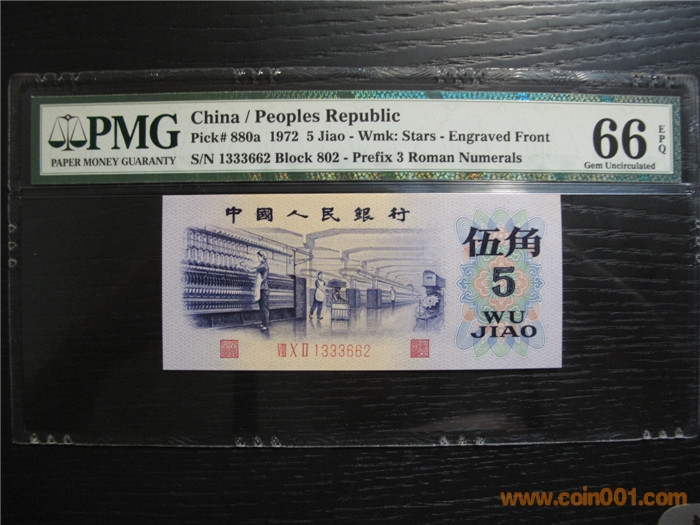 PMG
PAPER MONEY GUARANTY
China / Peoples Republic
Pick# 880a 1972 5 Jiao - Wmk: Stars - Engraved Front
S/N 1333662 Block 802 - Prefix 3 Roman Numerals
66 EPQ
Gem Uncirculated
中國人民銀行
伍角
5
WU
JIAO
VIII X II 1333662
www.coin001.com